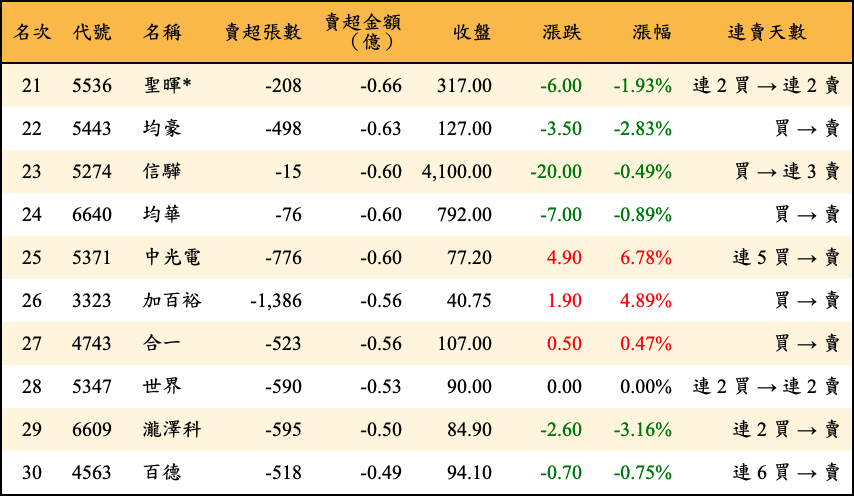 名次 代號 名稱 賣超張數 賣超金額（億） 收盤 漲跌 漲幅 連賣天數
21 5536 聖暉* -208 -0.66 317.00 -6.00 -1.93% 連 2 買 → 連 2 賣
22 5443 均豪 -498 -0.63 127.00 -3.50 -2.83% 買 → 賣
23 5274 信驊 -15 -0.60 4,100.00 -20.00 -0.49% 買 → 連 3 賣
24 6640 均華 -76 -0.60 792.00 -7.00 -0.89% 買 → 賣
25 5371 中光電 -776 -0.60 77.20 4.90 6.78% 連 5 買 → 賣
26 3323 加百裕 -1,386 -0.56 40.75 1.90 4.89% 買 → 賣
27 4743 合一 -523 -0.56 107.00 0.50 0.47% 買 → 賣
28 5347 世界 -590 -0.53 90.00 0.00 0.00% 連 2 買 → 連 2 賣
29 6609 瀧澤科 -595 -0.50 84.90 -2.60 -3.16% 連 2 買 → 賣
30 4563 百德 -518 -0.49 94.10 -0.70 -0.75% 連 6 買 → 賣